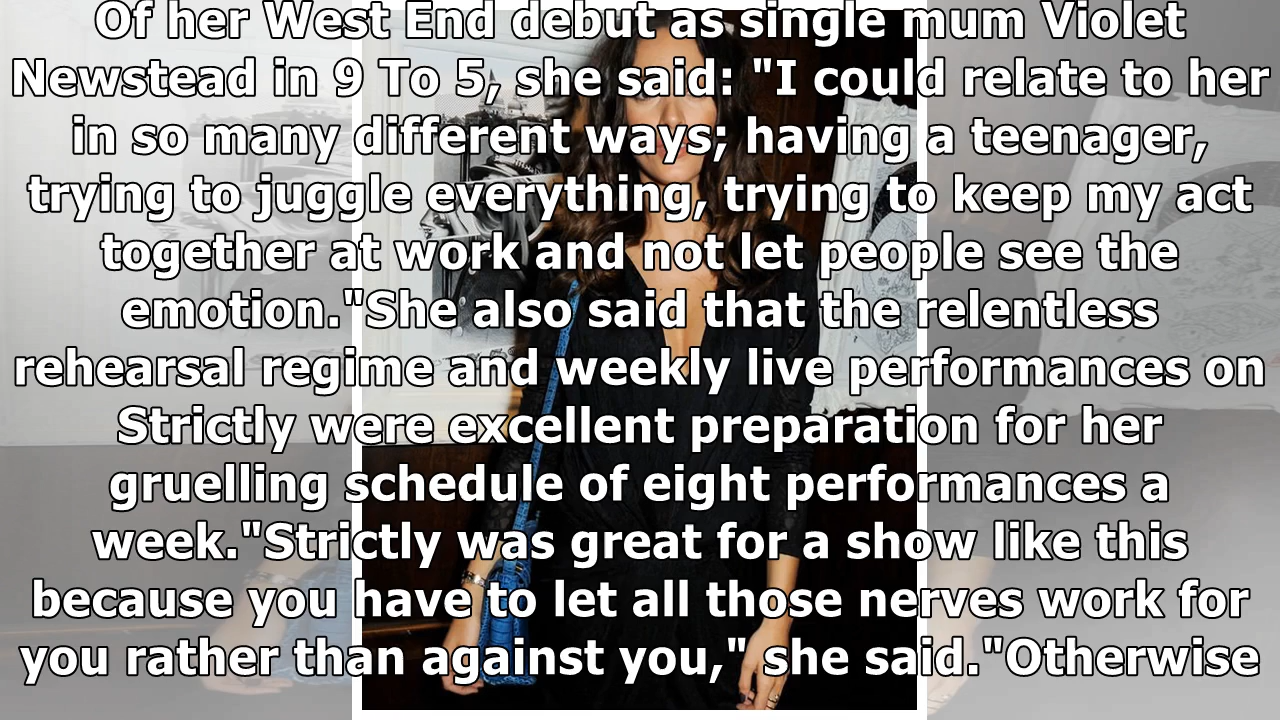 Of her West End debut as single mum Violet
Newstead in 9 To 5, she said: "I could relate to her
in so many different ways; having a teenager,
trying to juggle everything, trying to keep my act
together at work and not let people see the
emotion."She also said that the relentless
rehearsal regime and weekly live performances on
Strictly were excellent preparation for her
gruelling schedule of eight performances a
week."Strictly was great for a show like this
because you have to let all those nerves work for
you rather than against you," she said."Otherwise